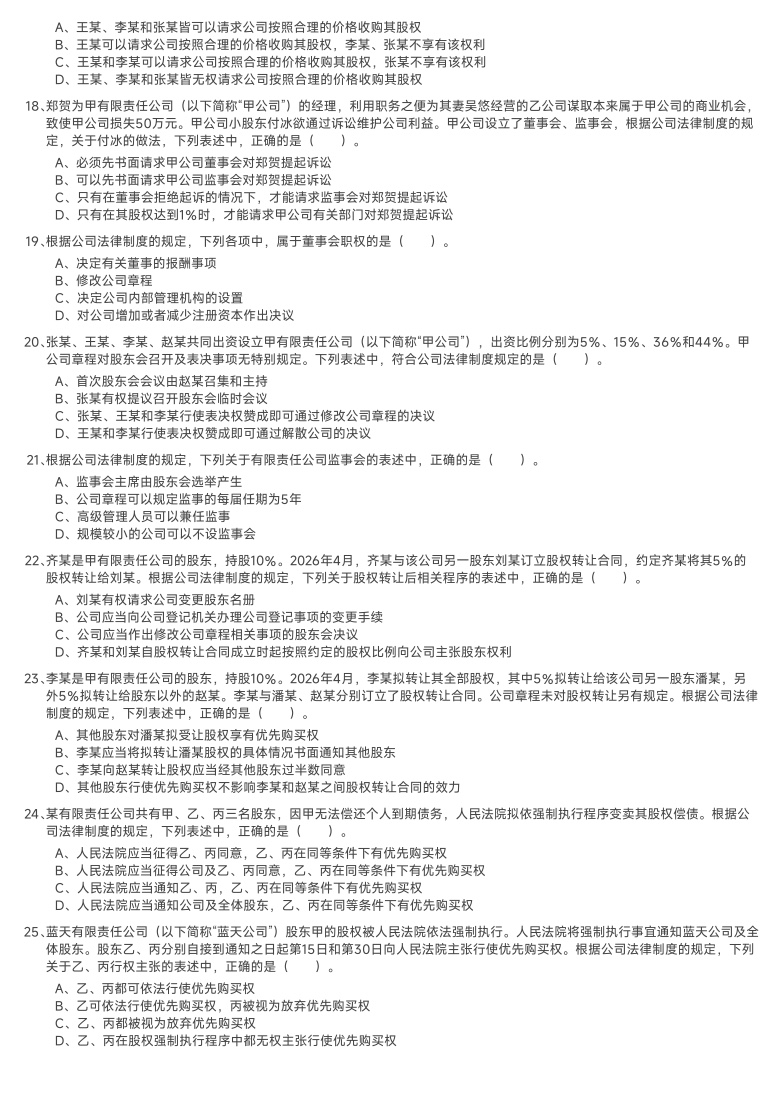 A、王某、李某和张某皆可以请求公司按照合理的价格收购其股权
B、王某可以请求公司按照合理的价格收购其股权，李某、张某不享有该权利
C、王某和李某可以请求公司按照合理的价格收购其股权，张某不享有该权利
D、王某、李某和张某皆无权请求公司按照合理的价格收购其股权
18、郑贺为甲有限责任公司（以下简称“甲公司”）的经理，利用职务之便为其妻吴悠经营的乙公司谋取本来属于甲公司的商业机会，
致使甲公司损失50万元。甲公司小股东付冰欲通过诉讼维护公司利益。甲公司设立了董事会、监事会，根据公司法律制度的规
定，关于付冰的做法，下列表述中，正确的是（　　）。
A、必须先书面请求甲公司董事会对郑贺提起诉讼
B、可以先书面请求甲公司监事会对郑贺提起诉讼
C、只有在董事会拒绝起诉的情况下，才能请求监事会对郑贺提起诉讼
D、只有在其股权达到1%时，才能请求甲公司有关部门对郑贺提起诉讼
19、根据公司法律制度的规定，下列各项中，属于董事会职权的是（　　）。
A、决定有关董事的报酬事项
B、修改公司章程
C、决定公司内部管理机构的设置
D、对公司增加或者减少注册资本作出决议
20、张某、王某、李某、赵某共同出资设立甲有限责任公司（以下简称“甲公司”），出资比例分别为5%、15%、36%和44%。甲
公司章程对股东会召开及表决事项无特别规定。下列表述中，符合公司法律制度规定的是（　　）。
A、首次股东会会议由赵某召集和主持
B、张某有权提议召开股东会临时会议
C、张某、王某和李某行使表决权赞成即可通过修改公司章程的决议
D、王某和李某行使表决权赞成即可通过解散公司的决议
21、根据公司法律制度的规定，下列关于有限责任公司监事会的表述中，正确的是（　　）。
A、监事会主席由股东会选举产生
B、公司章程可以规定监事的每届任期为5年
C、高级管理人员可以兼任监事
D、规模较小的公司可以不设监事会
22、齐某是甲有限责任公司的股东，持股10%。2026年4月，齐某与该公司另一股东刘某订立股权转让合同，约定齐某将其5%的
股权转让给刘某。根据公司法律制度的规定，下列关于股权转让后相关程序的表述中，正确的是（　　）。
A、刘某有权请求公司变更股东名册
B、公司应当向公司登记机关办理公司登记事项的变更手续
C、公司应当作出修改公司章程相关事项的股东会决议
D、齐某和刘某自股权转让合同成立时起按照约定的股权比例向公司主张股东权利
23、李某是甲有限责任公司的股东，持股10%。2026年4月，李某拟转让其全部股权，其中5%拟转让给该公司另一股东潘某，另
外5%拟转让给股东以外的赵某。李某与潘某、赵某分别订立了股权转让合同。公司章程未对股权转让另有规定。根据公司法律
制度的规定，下列表述中，正确的是（　　）。
A、其他股东对潘某拟受让股权享有优先购买权
B、李某应当将拟转让潘某股权的具体情况书面通知其他股东
C、李某向赵某转让股权应当经其他股东过半数同意
D、其他股东行使优先购买权不影响李某和赵某之间股权转让合同的效力
24、某有限责任公司共有甲、乙、丙三名股东，因甲无法偿还个人到期债务，人民法院拟依强制执行程序变卖其股权偿债。根据公
司法律制度的规定，下列表述中，正确的是（　　）。
A、人民法院应当征得乙、丙同意，乙、丙在同等条件下有优先购买权
B、人民法院应当征得公司及乙、丙同意，乙、丙在同等条件下有优先购买权
C、人民法院应当通知乙、丙，乙、丙在同等条件下有优先购买权
D、人民法院应当通知公司及全体股东，乙、丙在同等条件下有优先购买权
25、蓝天有限责任公司（以下简称“蓝天公司”）股东甲的股权被人民法院依法强制执行。人民法院将强制执行事宜通知蓝天公司及全
体股东。股东乙、丙分别自接到通知之日起第15日和第30日向人民法院主张行使优先购买权。根据公司法律制度的规定，下列
关于乙、丙行权主张的表述中，正确的是（　　）。
A、乙、丙都可依法行使优先购买权
B、乙可依法行使优先购买权，丙被视为放弃优先购买权
C、乙、丙都被视为放弃优先购买权
D、乙、丙在股权强制执行程序中都无权主张行使优先购买权